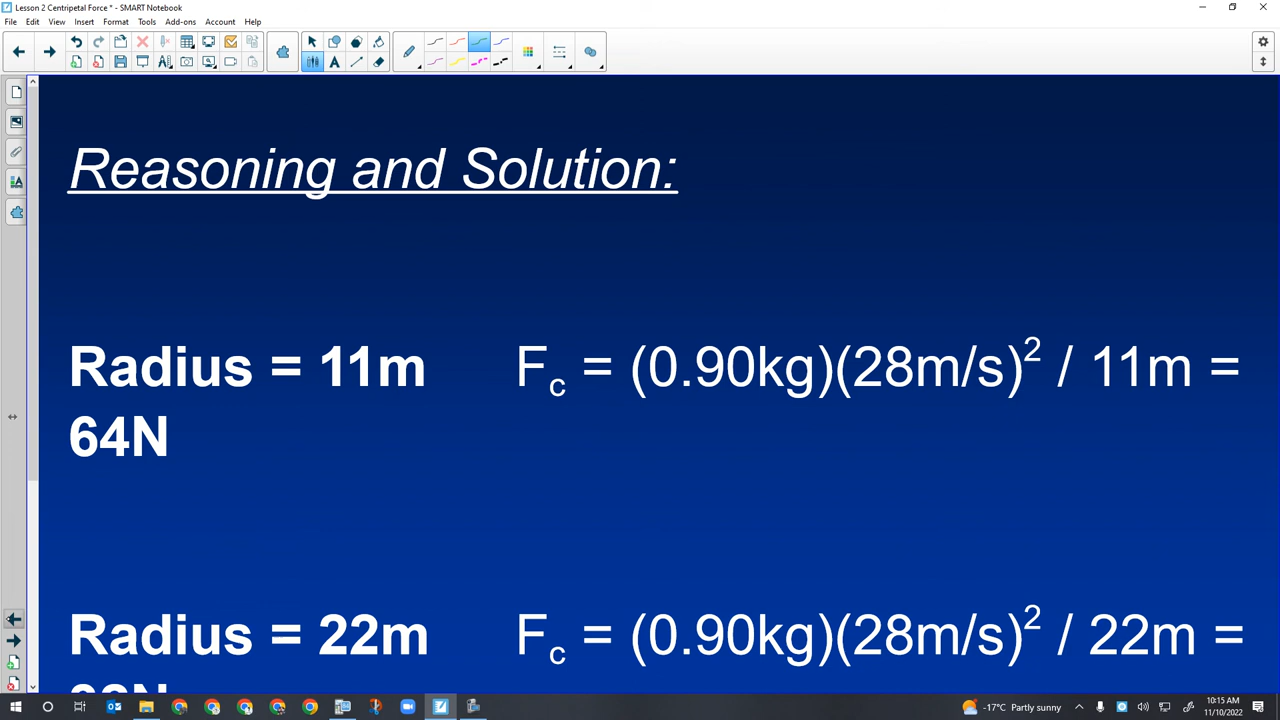 Lesson 2 Centripetal Force * - SMART Notebook
File Edit View Insert Format Tools Add-ons Account Help
Reasoning and Solution:
Radius = 11m F_c = (0.90kg)(28m/s)² / 11m =
64N
Radius = 22m F_c = (0.90kg)(28m/s)² / 22m =
-17°C Partly sunny
10:15 AM
11/10/2022